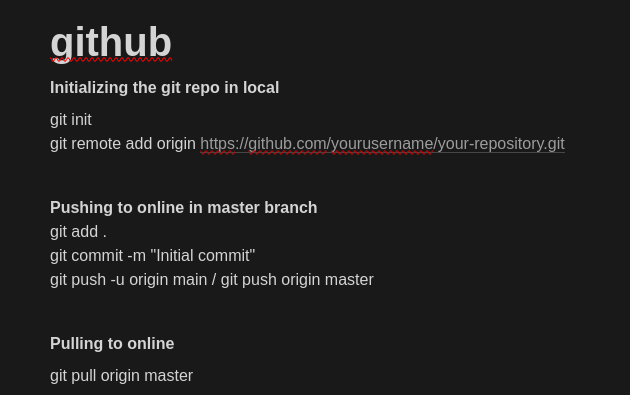 github
Initializing the git repo in local
git init
git remote add origin https://github.com/yourusername/your-repository.git
Pushing to online in master branch
git add .
git commit -m "Initial commit"
git push -u origin main / git push origin master
Pulling to online
git pull origin master